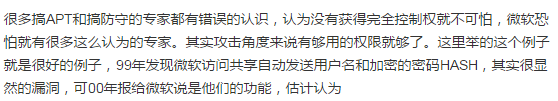 很多搞APT和搞防守的专家都有错误的认识，认为没有获得完全控制权就不可怕，微软恐
怕就有很多这么认为的专家。其实攻击角度来说有够用的权限就够了。这里举的这个例子
就是很好的例子，99年发现微软访问共享自动发送用户名和加密的密码HASH，其实很显
然的漏洞，可00年报给微软说是他们的功能，估计认为